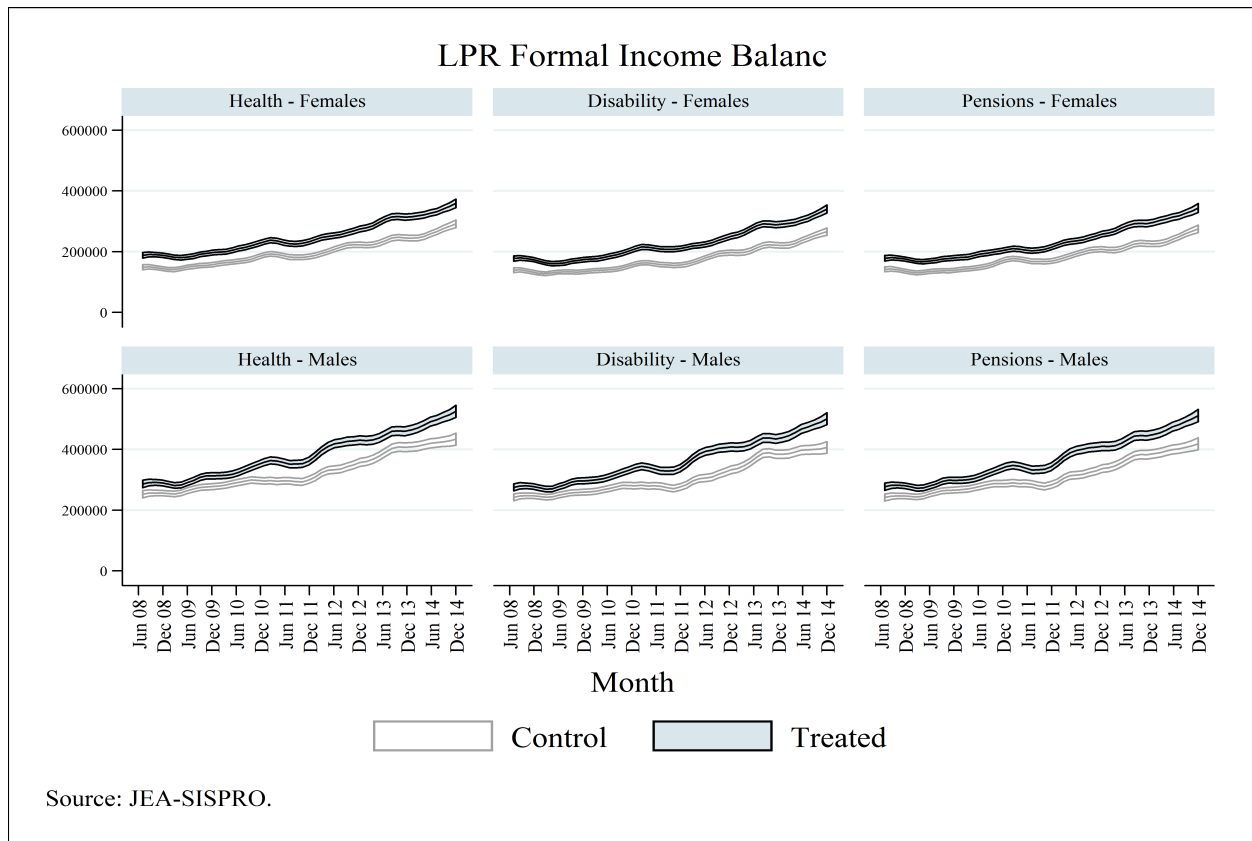 LPR Formal Income Balanc
Health - Females
Disability - Females
Pensions - Females
600000
400000
200000
0
Health - Males
Disability - Males
Pensions - Males
600000
400000
200000
0
Jun 08
Dec 08
Jun 09
Dec 09
Jun 10
Dec 10
Jun 11
Dec 11
Jun 12
Dec 12
Jun 13
Dec 13
Jun 14
Dec 14
Jun 08
Dec 08
Jun 09
Dec 09
Jun 10
Dec 10
Jun 11
Dec 11
Jun 12
Dec 12
Jun 13
Dec 13
Jun 14
Dec 14
Jun 08
Dec 08
Jun 09
Dec 09
Jun 10
Dec 10
Jun 11
Dec 11
Jun 12
Dec 12
Jun 13
Dec 13
Jun 14
Dec 14
Month
Control
Treated
Source: JEA-SISPRO.